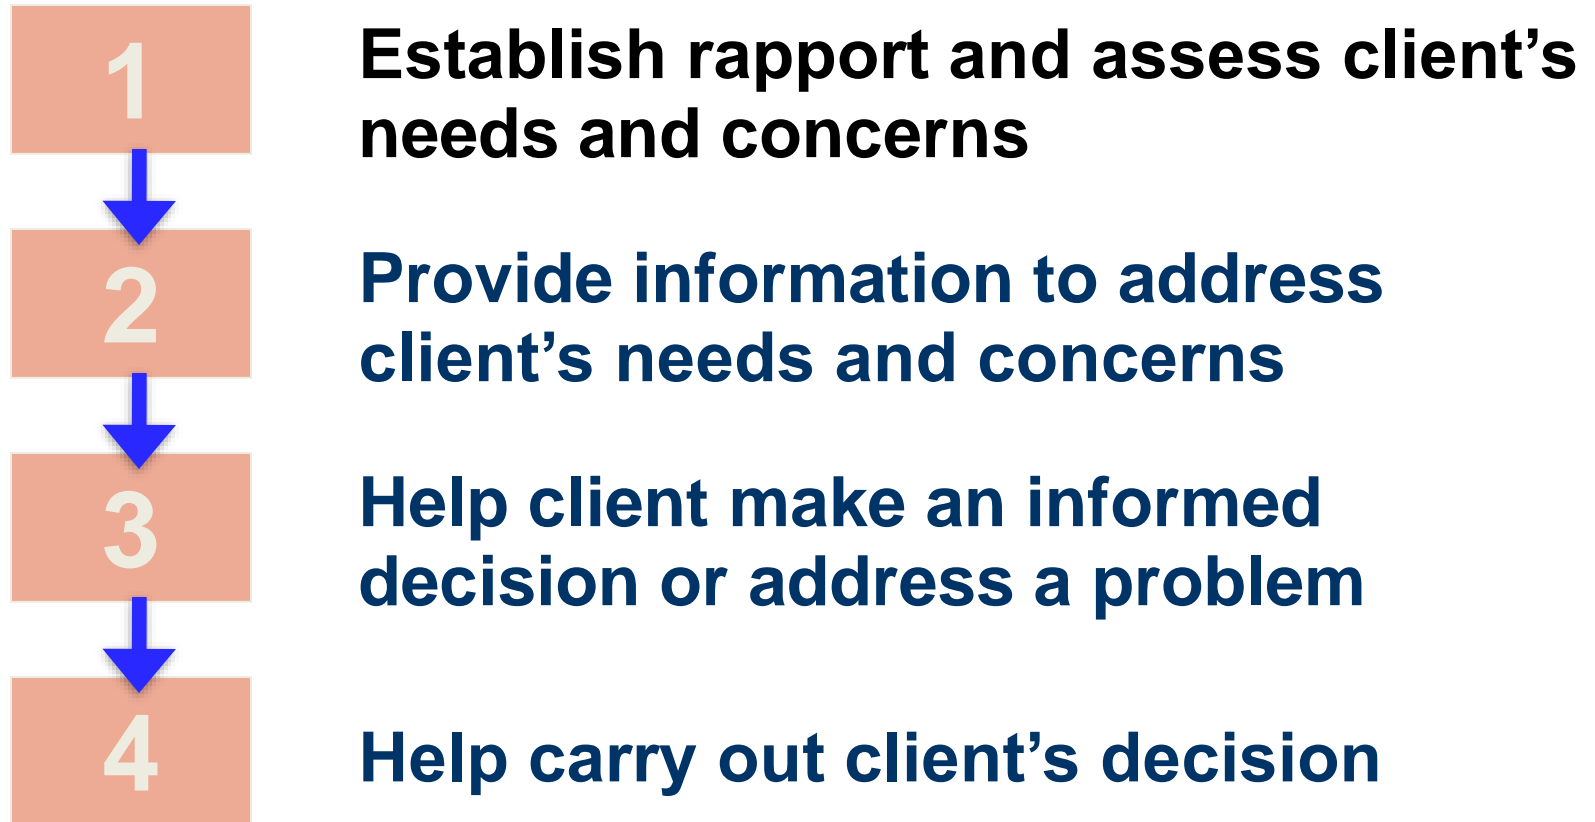 1
Establish rapport and assess client’s
needs and concerns
2
Provide information to address
client’s needs and concerns
3
Help client make an informed
decision or address a problem
4
Help carry out client’s decision